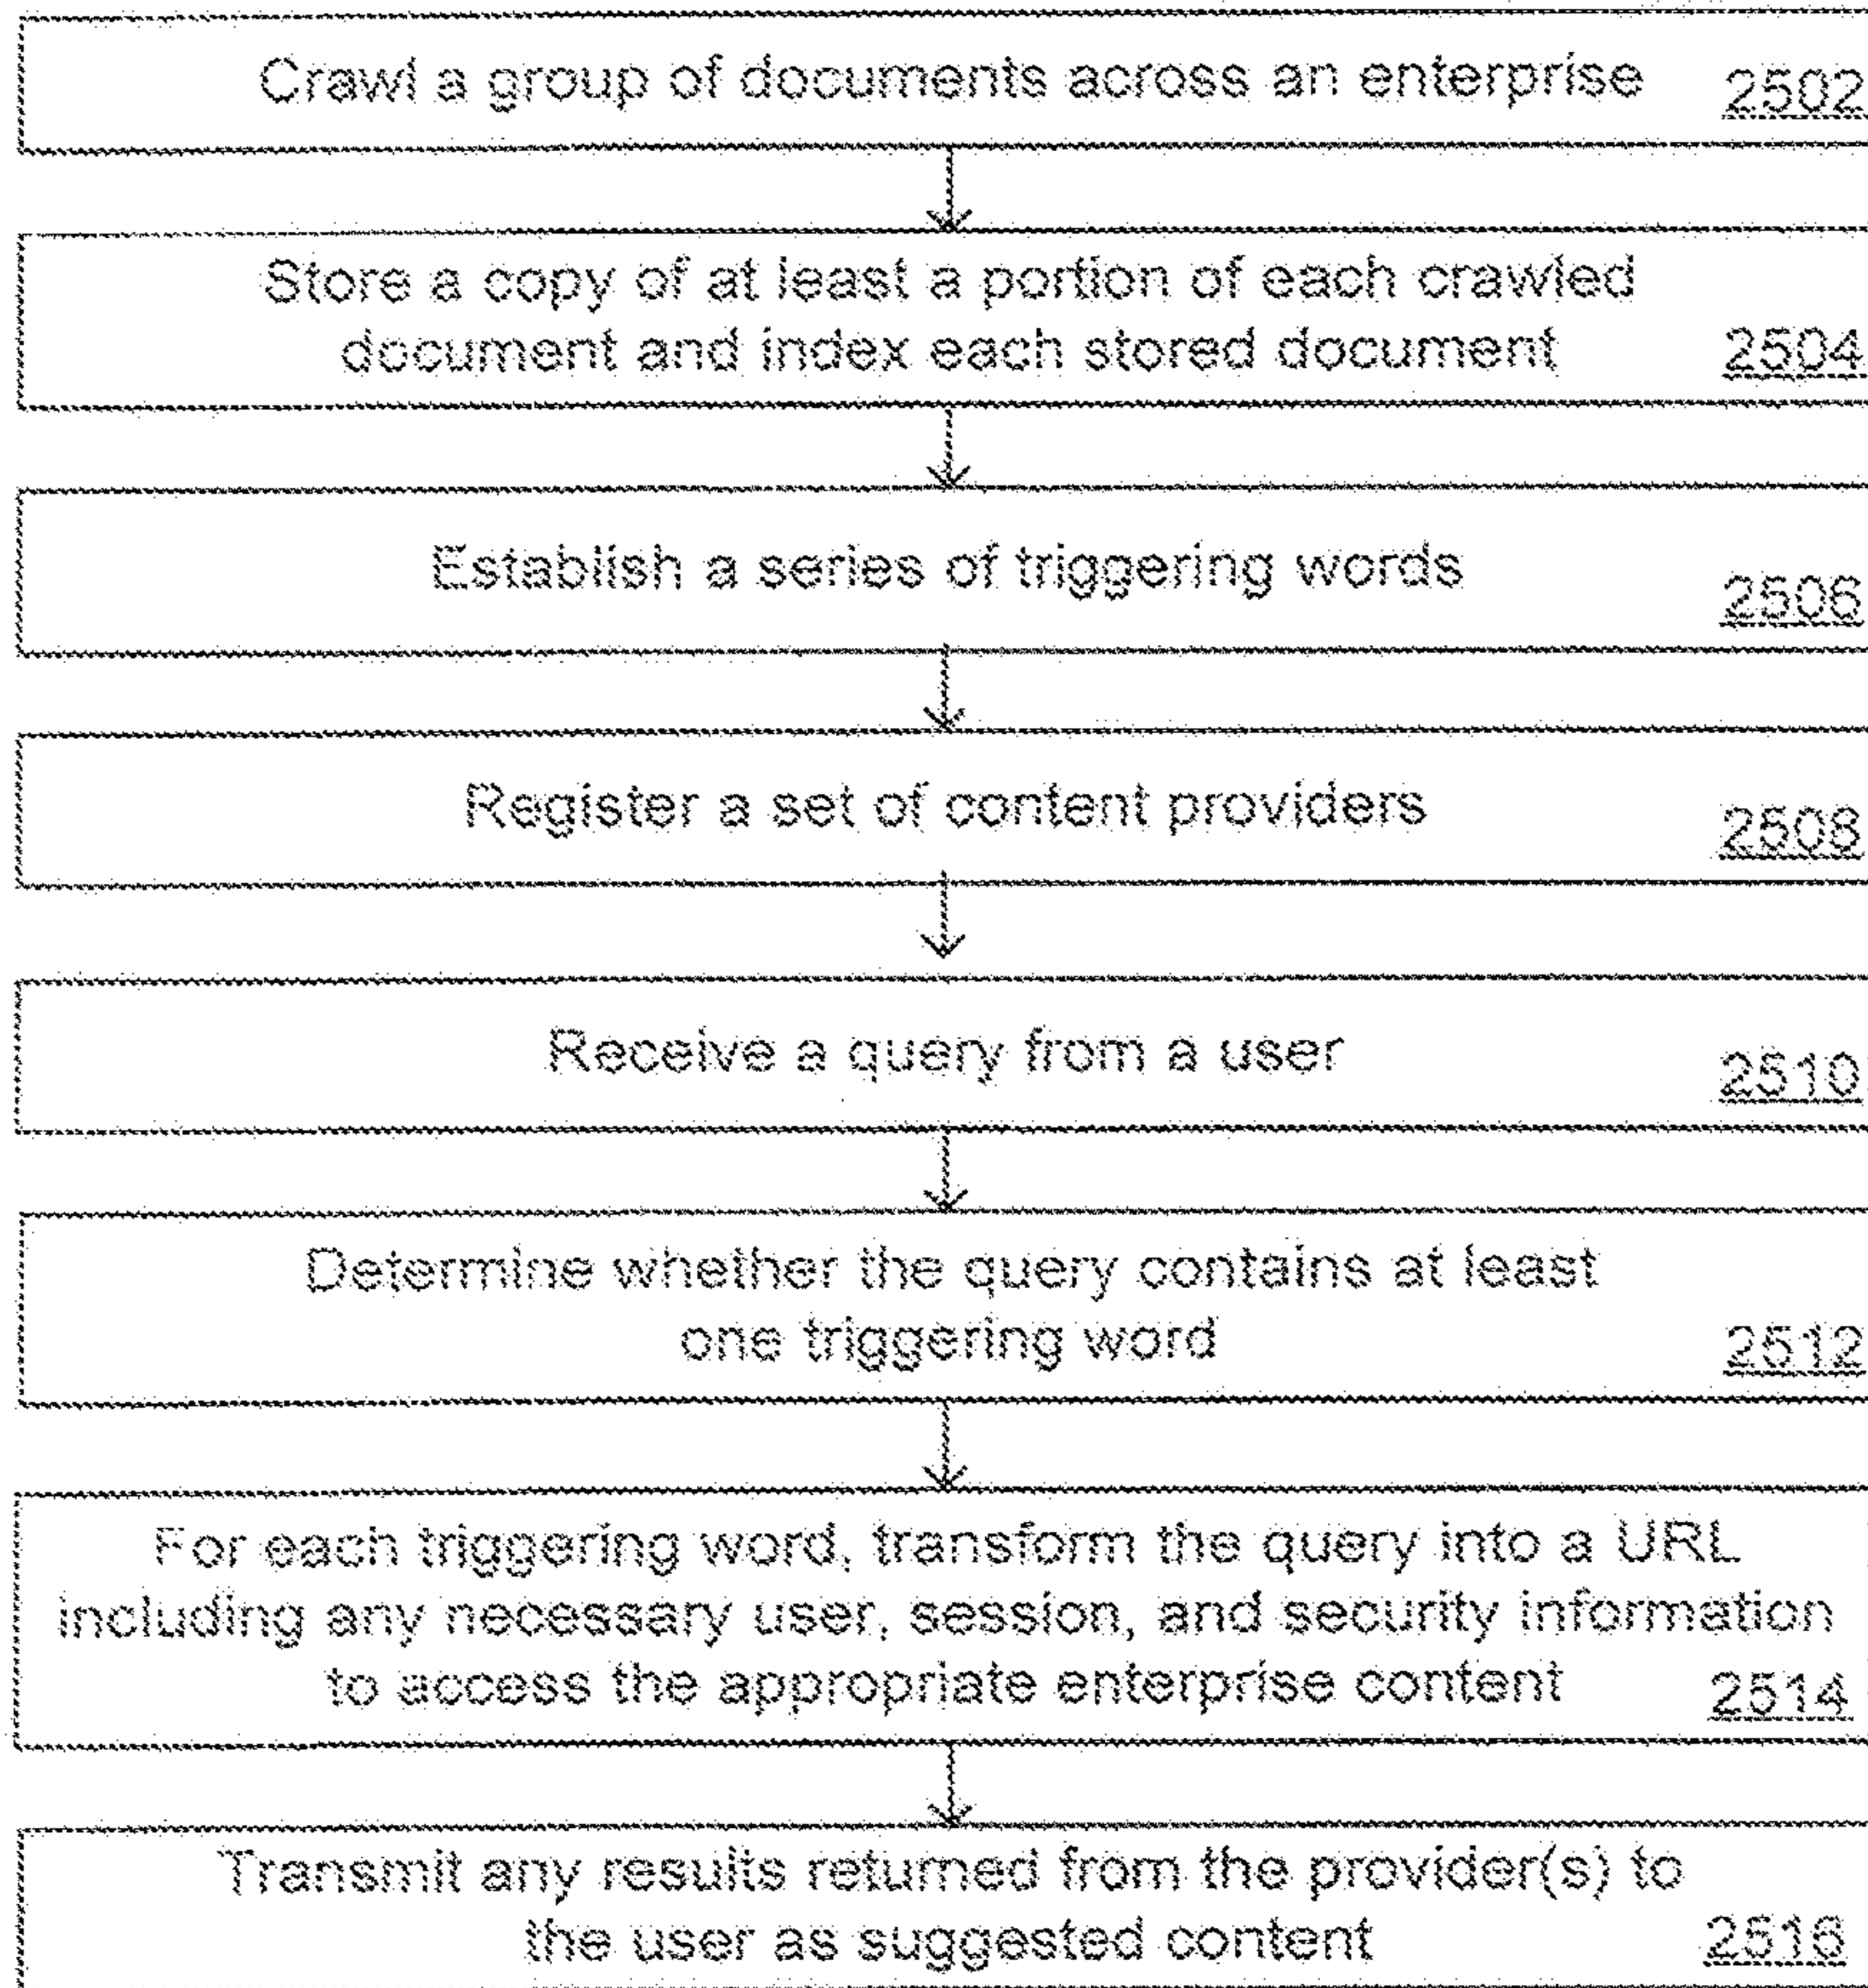 Crawl a group of documents across an enterprise 2502
Store a copy of at least a portion of each crawled
document and index each stored document 2504
Establish a series of triggering words
2506
Register a set of content providers
2508
Receive a query from a user
2510
Determine whether the query contains at least
one triggering word 2512
For each triggering word, transform the query into a URL
including any necessary user, session, and security information
to access the appropriate enterprise content 2514
Transmit any results returned from the provider(s) to
the user as suggested content 2516